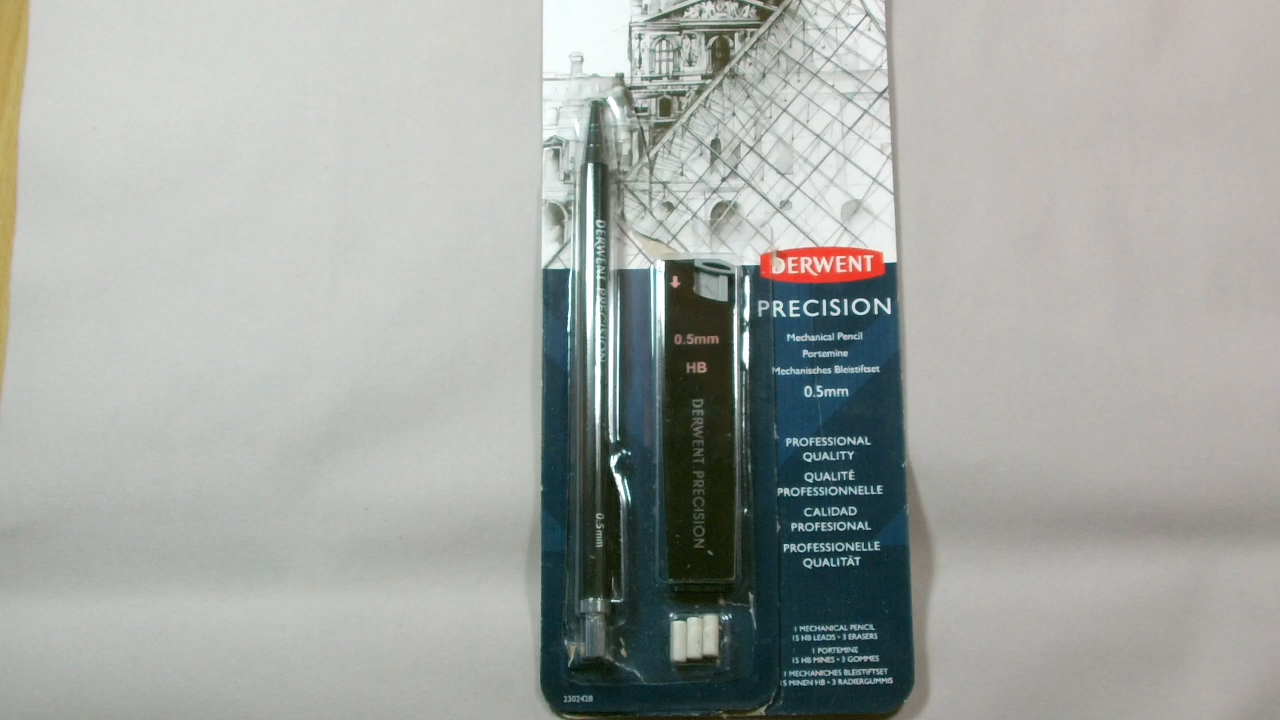 DERWENT
PRECISION
Mechanical Pencil
Portemine
Mechanisches Bleistiftset
0.5mm
PROFESSIONAL
QUALITY
QUALITÉ
PROFESSIONNELLE
CALIDAD
PROFESIONAL
PROFESSIONELLE
QUALITÄT
1 MECHANICAL PENCIL
15 HB LEADS • 3 ERASERS
1 PORTEMINE
15 HB MINES • 3 GOMMES
1 MECHANICHES BLEISTIFTSET
15 MINEN HB • 3 RADIERGUMMIS
0.5mm
HB
DERWENT PRECISION
DERWENT PRECISION
0.5mm
2302428